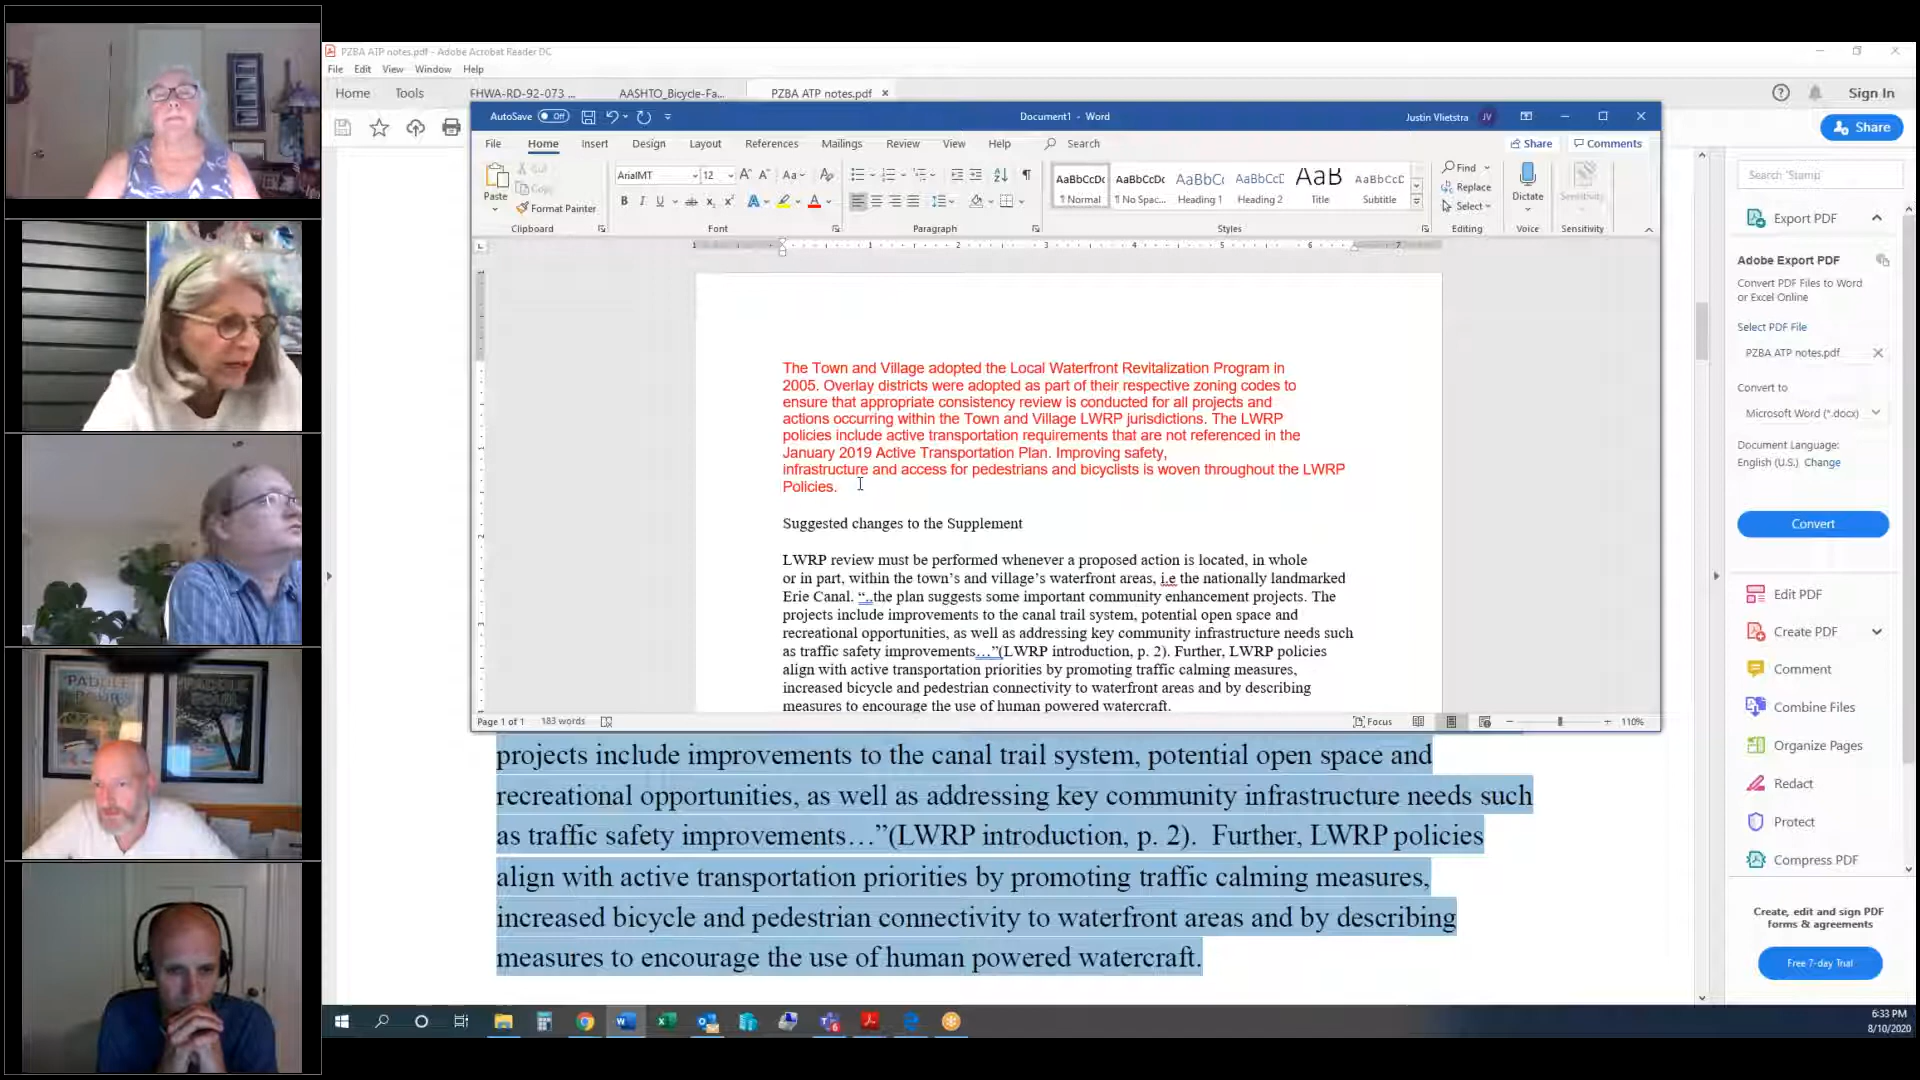 PZBA ATP notes.pdf - Adobe Acrobat Reader DC
File Edit View Window Help
Home Tools FHWA-RD-92-073 ... AASHTO_Bicycle-Fa... PZBA ATP notes.pdf ×
Sign In
Share
AutoSave Off
Document1 - Word
Justin Vlietstra JV
File Home Insert Design Layout References Mailings Review View Help Search
Share Comments
Paste
Cut
Copy
Format Painter
Clipboard
ArialMT 12
Font
Paragraph
AaBbCcDc AaBbCcDc AaBbCc AaBbCcD AaB AaBbCcD
¶ Normal ¶ No Spac... Heading 1 Heading 2 Title Subtitle
Styles
Find
Replace
Select
Editing
Dictate
Voice
Sensitivity
Sensitivity
The Town and Village adopted the Local Waterfront Revitalization Program in
2005. Overlay districts were adopted as part of their respective zoning codes to
ensure that appropriate consistency review is conducted for all projects and
actions occurring within the Town and Village LWRP jurisdictions. The LWRP
policies include active transportation requirements that are not referenced in the
January 2019 Active Transportation Plan. Improving safety,
infrastructure and access for pedestrians and bicyclists is woven throughout the LWRP
Policies.
Suggested changes to the Supplement
LWRP review must be performed whenever a proposed action is located, in whole
or in part, within the town’s and village’s waterfront areas, i.e the nationally landmarked
Erie Canal. “..the plan suggests some important community enhancement projects. The
projects include improvements to the canal trail system, potential open space and
recreational opportunities, as well as addressing key community infrastructure needs such
as traffic safety improvements…”(LWRP introduction, p. 2). Further, LWRP policies
align with active transportation priorities by promoting traffic calming measures,
increased bicycle and pedestrian connectivity to waterfront areas and by describing
measures to encourage the use of human powered watercraft.
Page 1 of 1 183 words
Focus
110%
projects include improvements to the canal trail system, potential open space and
recreational opportunities, as well as addressing key community infrastructure needs such
as traffic safety improvements…”(LWRP introduction, p. 2). Further, LWRP policies
align with active transportation priorities by promoting traffic calming measures,
increased bicycle and pedestrian connectivity to waterfront areas and by describing
measures to encourage the use of human powered watercraft.
Search 'Stamp'
Export PDF
Adobe Export PDF
Convert PDF Files to Word
or Excel Online
Select PDF File
PZBA ATP notes.pdf
Convert to
Microsoft Word (*.docx)
Document Language:
English (U.S.) Change
Convert
Edit PDF
Create PDF
Comment
Combine Files
Organize Pages
Redact
Protect
Compress PDF
Create, edit and sign PDF
forms & agreements
Free 7-day Trial
6:33 PM
8/10/2020
PADDLE